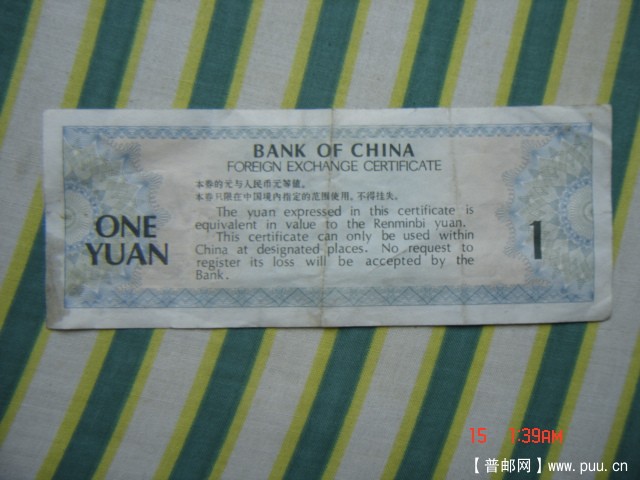 BANK OF CHINA
FOREIGN EXCHANGE CERTIFICATE
本券的元与人民币元等值。
本券只限在中国境内指定的范围使用，不得挂失。
The yuan expressed in this certificate is
equivalent in value to the Renminbi yuan.
This certificate can only be used within
China at designated places. No request to
register its loss will be accepted by the
Bank.
ONE
YUAN
1
15 1:39AM
【普邮网】www.puu.cn